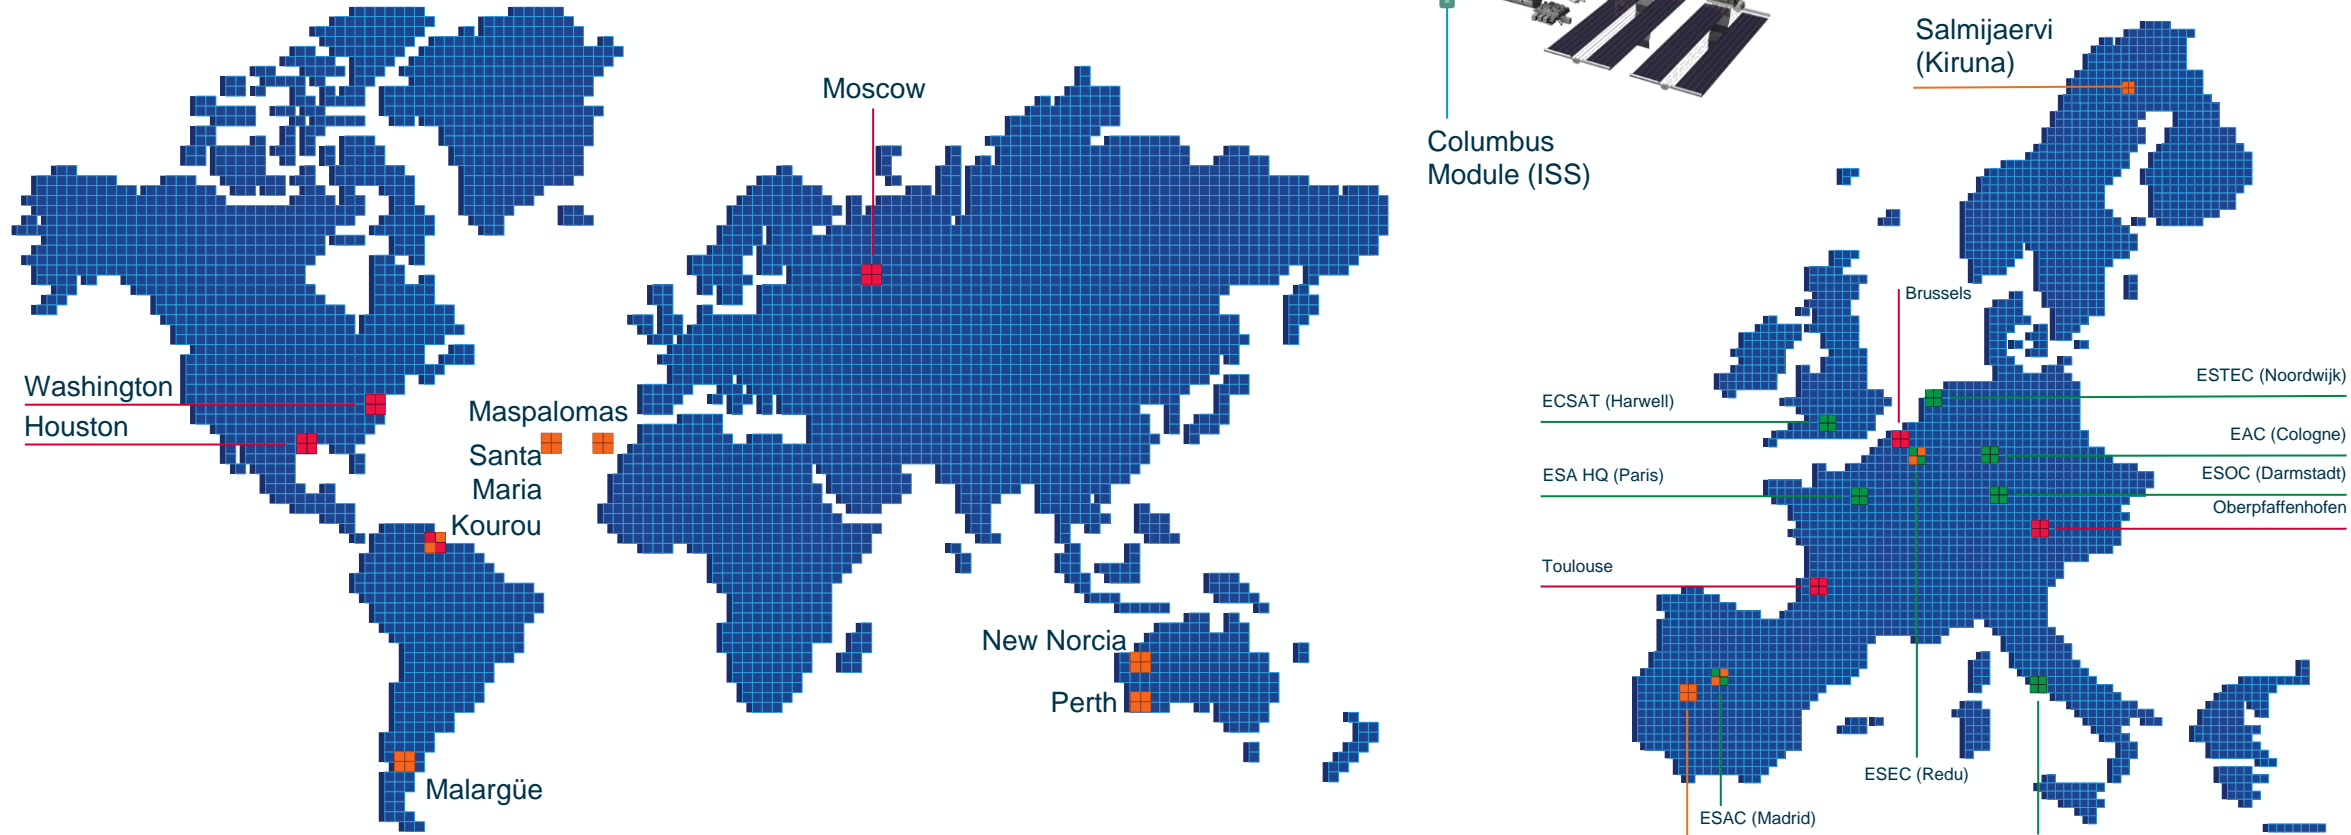 Salmijaervi
(Kiruna)
Moscow
Columbus
Module (ISS)
Brussels
Washington
Houston
Maspalomas
Santa
Maria
Kourou
ECSAT (Harwell)
ESTEC (Noordwijk)
EAC (Cologne)
ESA HQ (Paris)
ESOC (Darmstadt)
Oberpfaffenhofen
Toulouse
New Norcia
Perth
Malargüe
ESEC (Redu)
ESAC (Madrid)